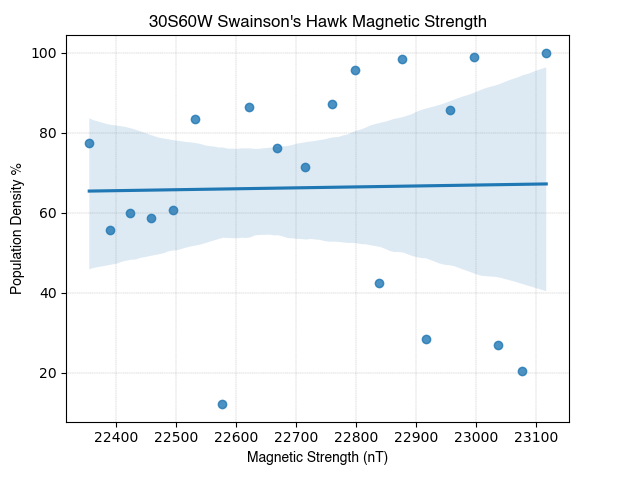 30S60W Swainson's Hawk Magnetic Strength
Population Density %
100
80
60
40
20
22400 22500 22600 22700 22800 22900 23000 23100
Magnetic Strength (nT)